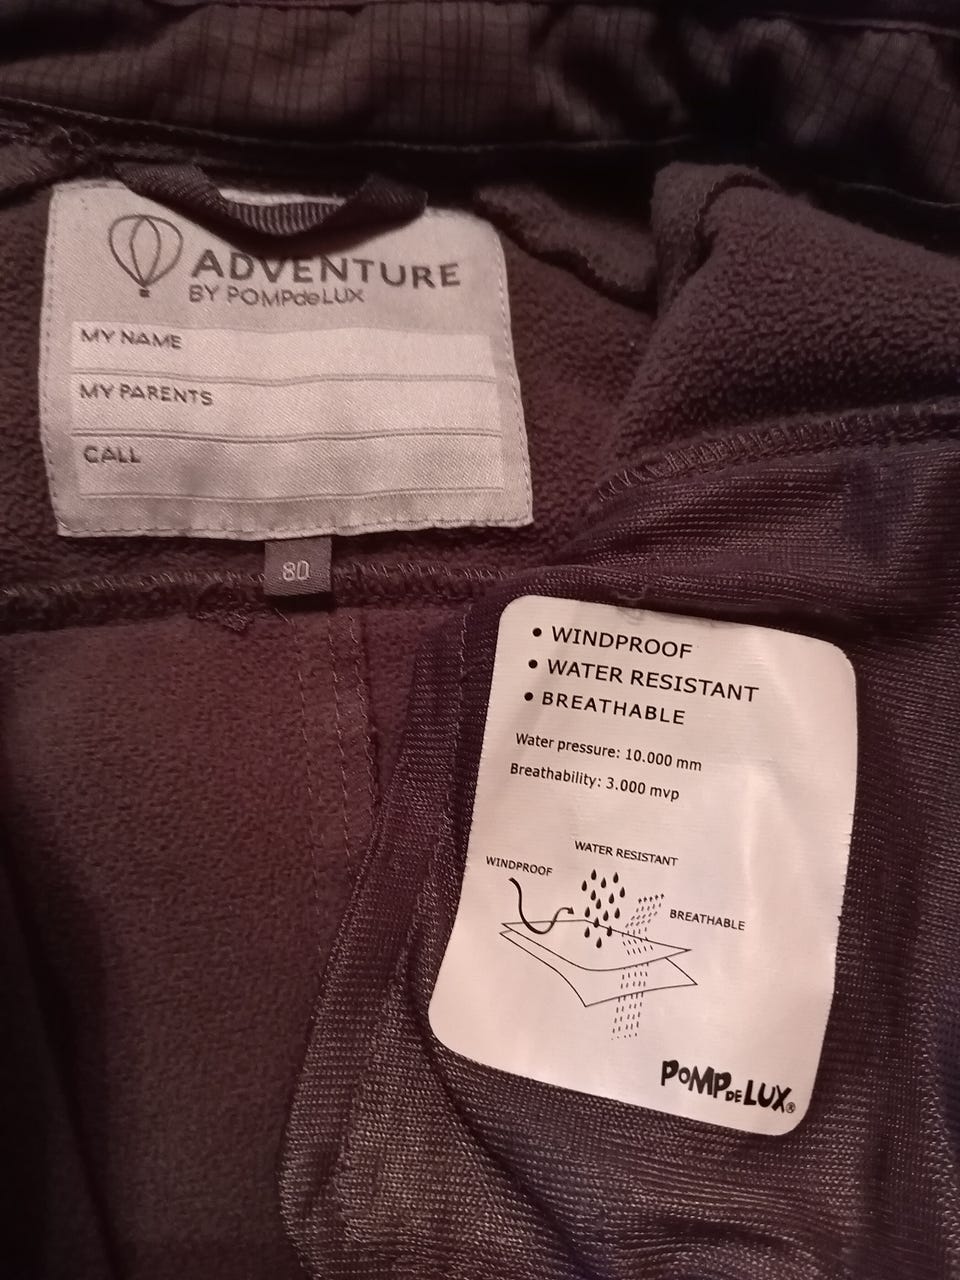 ADVENTURE
BY POMPdeLUX
MY NAME
MY PARENTS
CALL
80
• WINDPROOF
• WATER RESISTANT
• BREATHABLE
Water pressure: 10.000 mm
Breathability: 3.000 mvp
WATER RESISTANT
WINDPROOF
BREATHABLE
POMPDELUX®